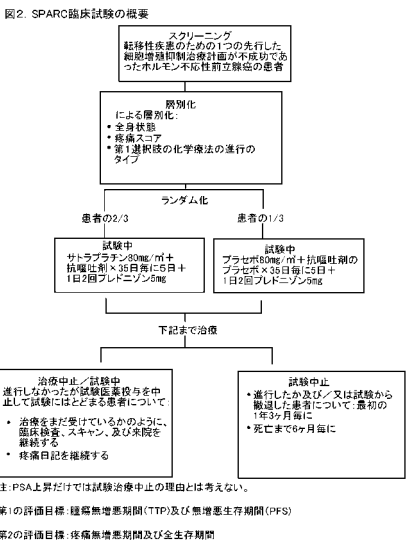 図2. SPARC臨床試験の概要
スクリーニング
転移性疾患のための1つの先行した
細胞増殖抑制治療計画が不成功であ
ったホルモン不応性前立腺癌の患者
層別化
による層別化:
• 全身状態
• 疼痛スコア
• 第1選択肢の化学療法の進行の
タイプ
ランダム化
患者の2/3
患者の1/3
試験中
サトラプラチン80mg/㎡+
抗嘔吐剤×35日毎に5日+
1日2回プレドニゾン5mg
試験中
プラセボ80mg/㎡+抗嘔吐剤の
プラセボ×35日毎に5日+
1日2回プレドニゾン5mg
下記まで治療
治療中止/試験中
進行しなかったが試験医薬投与を中
止して試験にはとどまる患者について:
• 治療をまだ受けているかのように、
臨床検査、スキャン、及び来院を
継続する
• 疼痛日記を継続する
試験中止
• 進行したか及び/又は試験から
撤退した患者について:最初の
1年3ヶ月毎に
• 死亡まで6ヶ月毎に
注:PSA上昇だけでは試験治療中止の理由とは考えない。
第1の評価目標:腫瘍無増悪期間(TTP)及び無増悪生存期間(PFS)
第2の評価目標:疼痛無増悪期間及び全生存期間